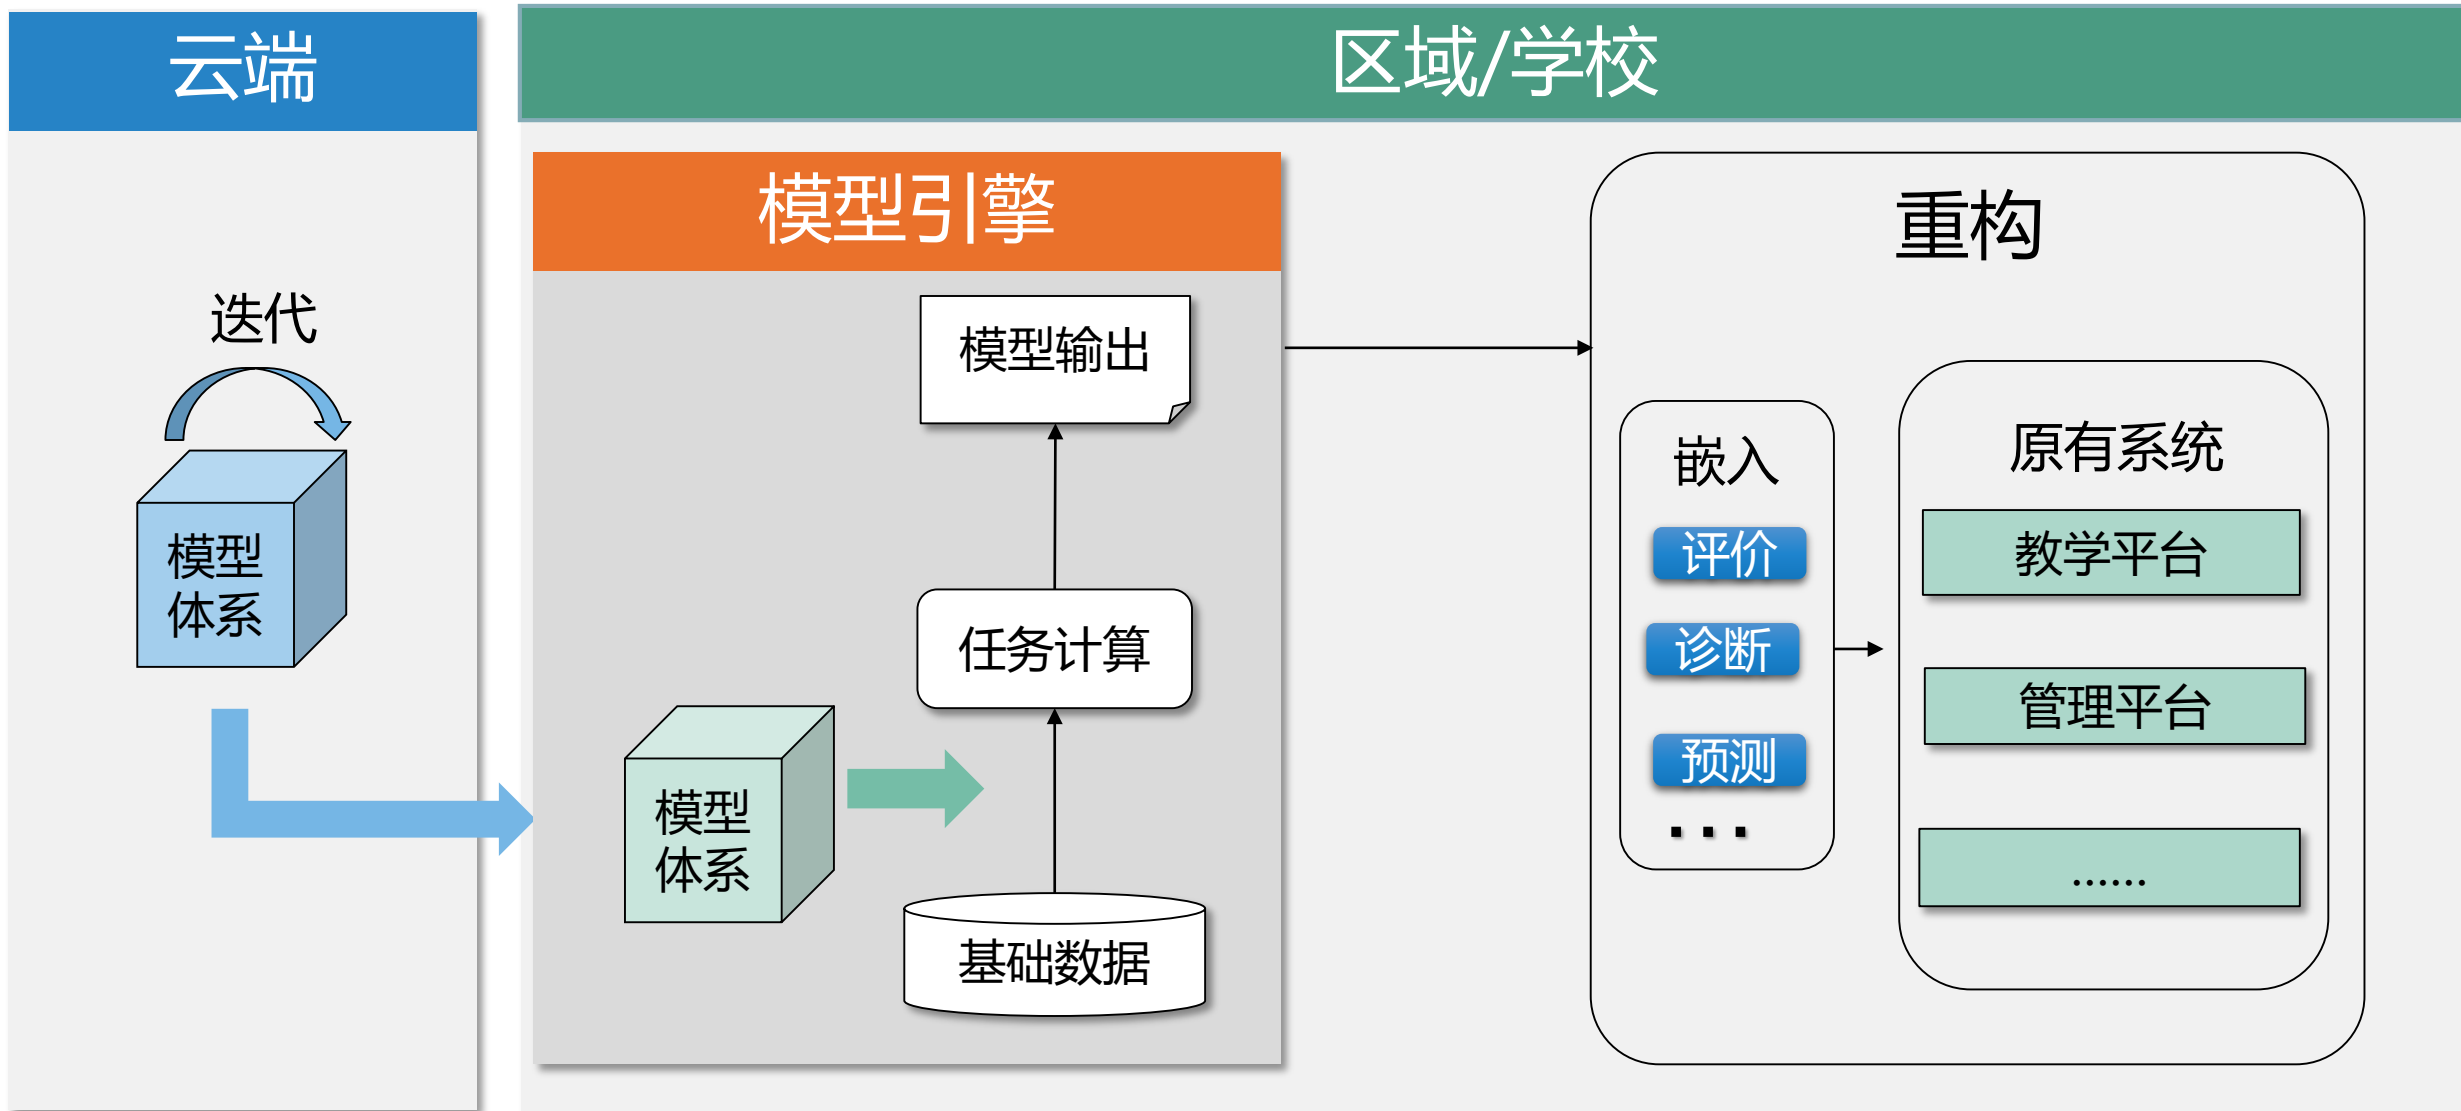 云端
迭代
模型
体系
区域/学校
模型引擎
模型输出
任务计算
模型
体系
基础数据
重构
嵌入
评价
诊断
预测
...
原有系统
教学平台
管理平台
......